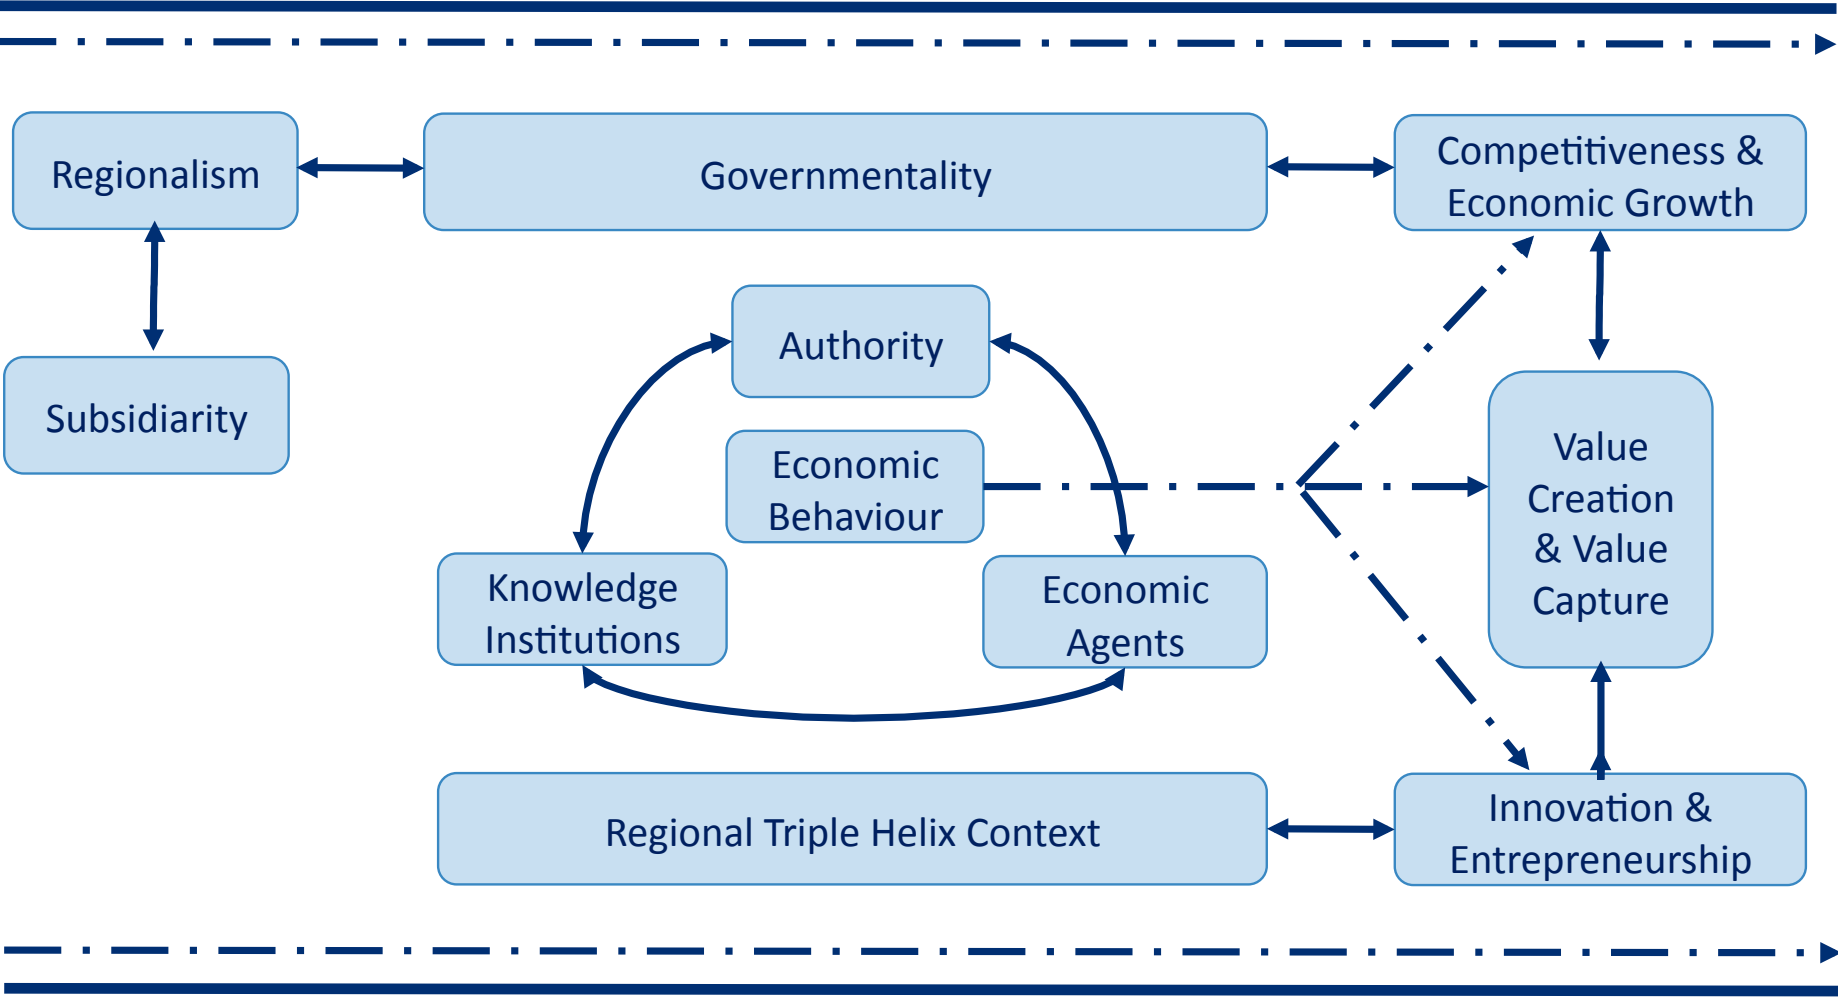 Regionalism
Governmentality
Competitiveness &
Economic Growth
Authority
Subsidiarity
Economic
Behaviour
Value
Creation
& Value
Capture
Knowledge
Institutions
Economic
Agents
Regional Triple Helix Context
Innovation &
Entrepreneurship